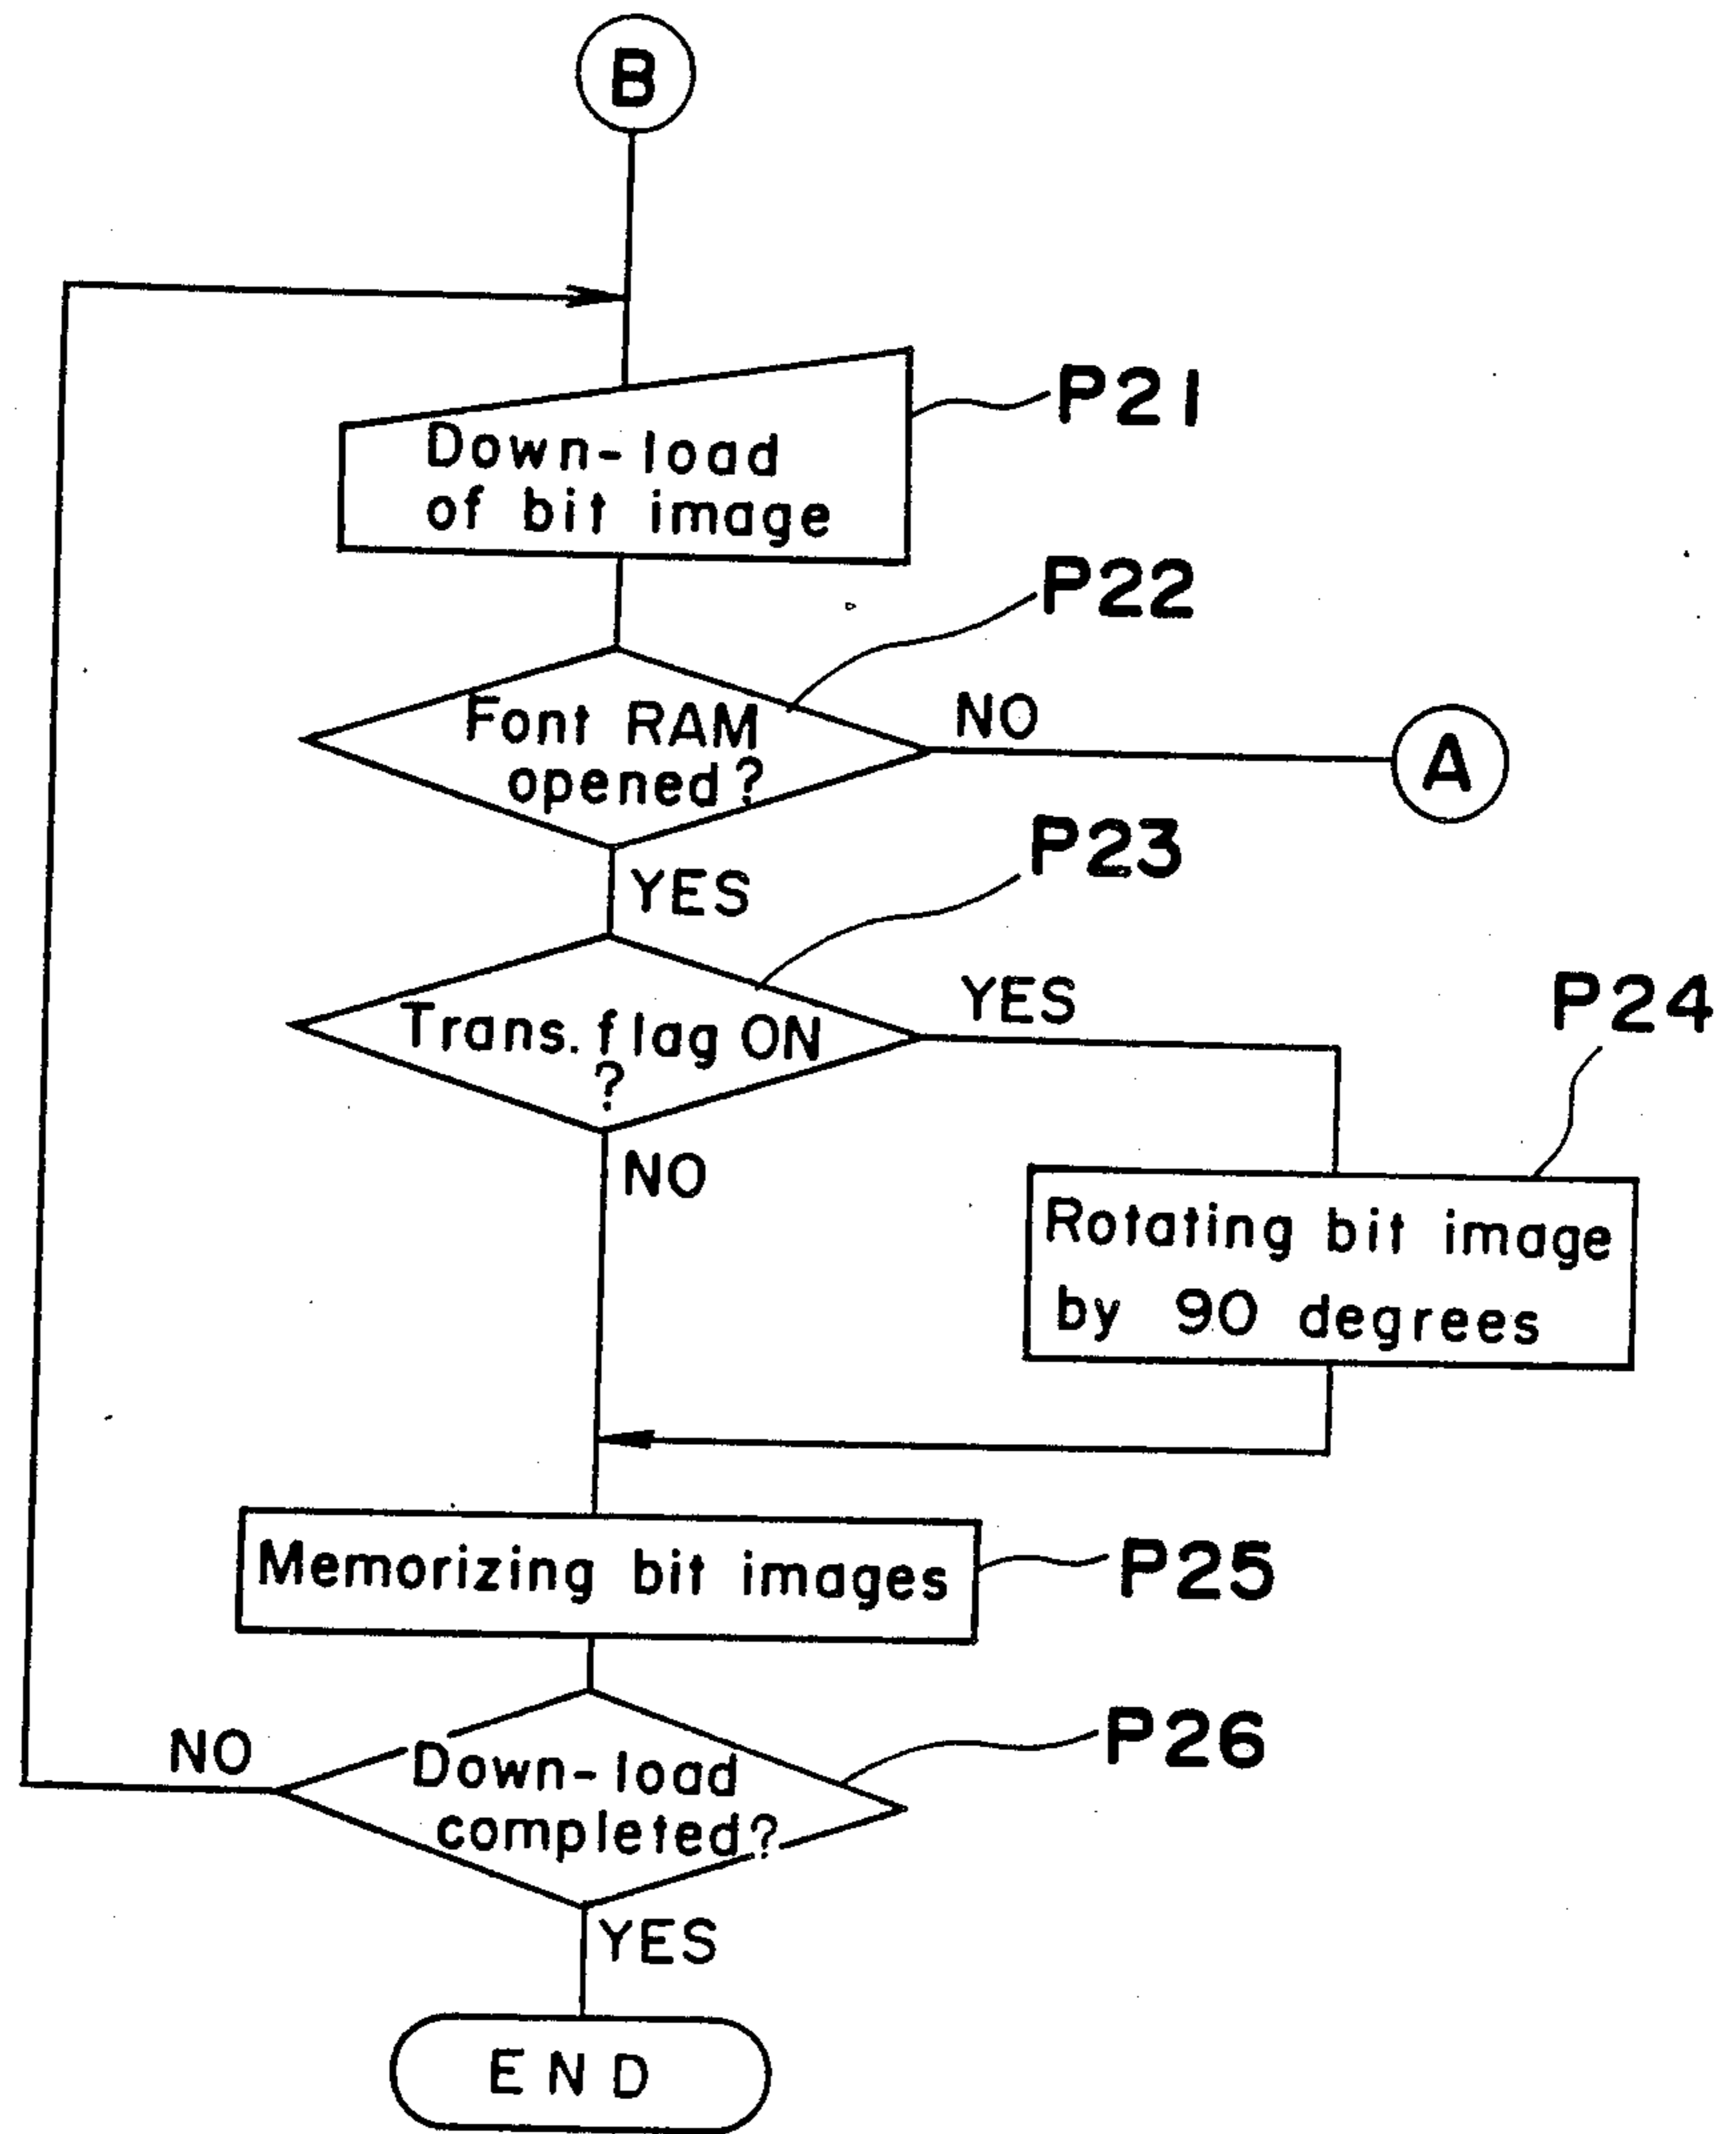 B
P21
Down-load
of bit image
P22
Font RAM
opened?
NO
A
YES
P23
Trans. flag ON
?
YES
NO
P24
Rotating bit image
by 90 degrees
Memorizing bit images
P25
P26
Down-load
completed?
NO
YES
END